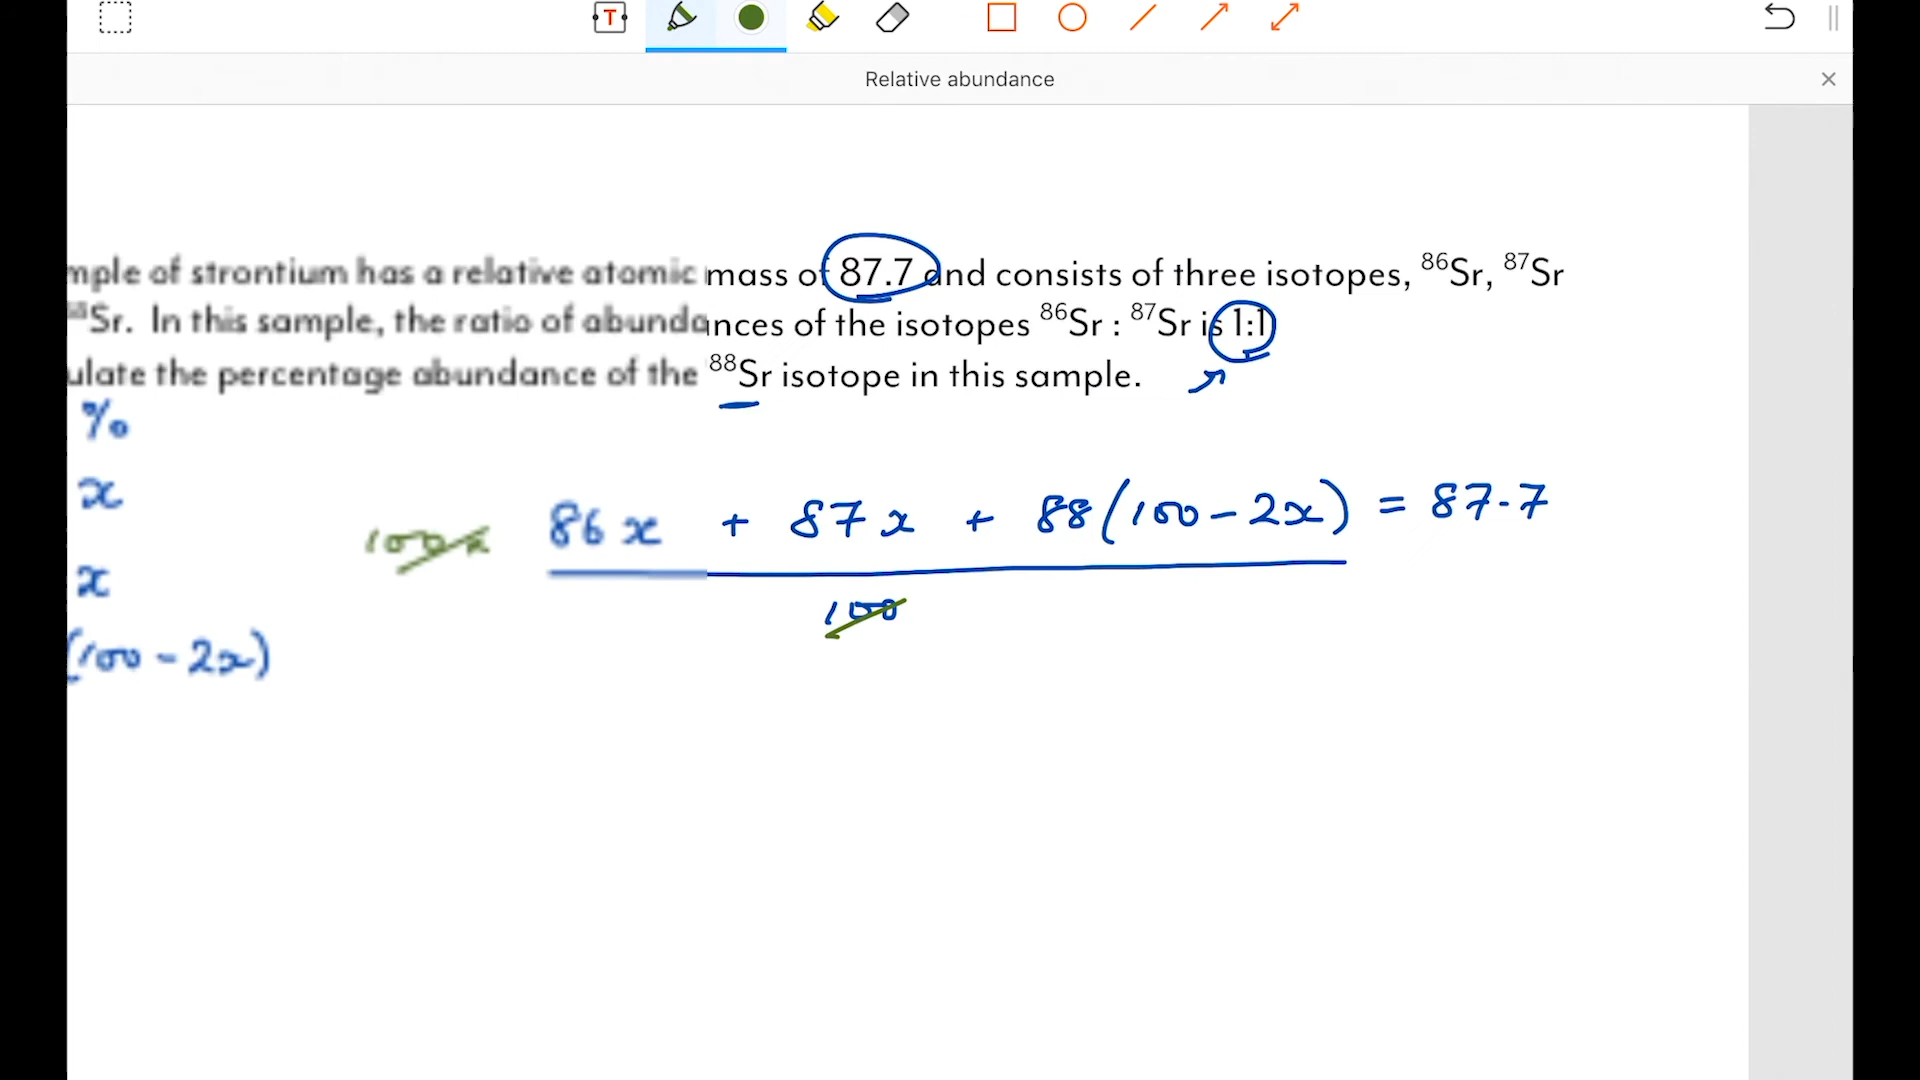 T
Relative abundance
mple of strontium has a relative atomic mass of 87.7 and consists of three isotopes, ⁸⁶Sr, ⁸⁷Sr
⁸⁸Sr. In this sample, the ratio of abundances of the isotopes ⁸⁶Sr : ⁸⁷Sr is 1:1
ulate the percentage abundance of the ⁸⁸Sr isotope in this sample.
%
x
100x 86x + 87x + 88(100-2x) = 87.7
x
100
(100-2x)